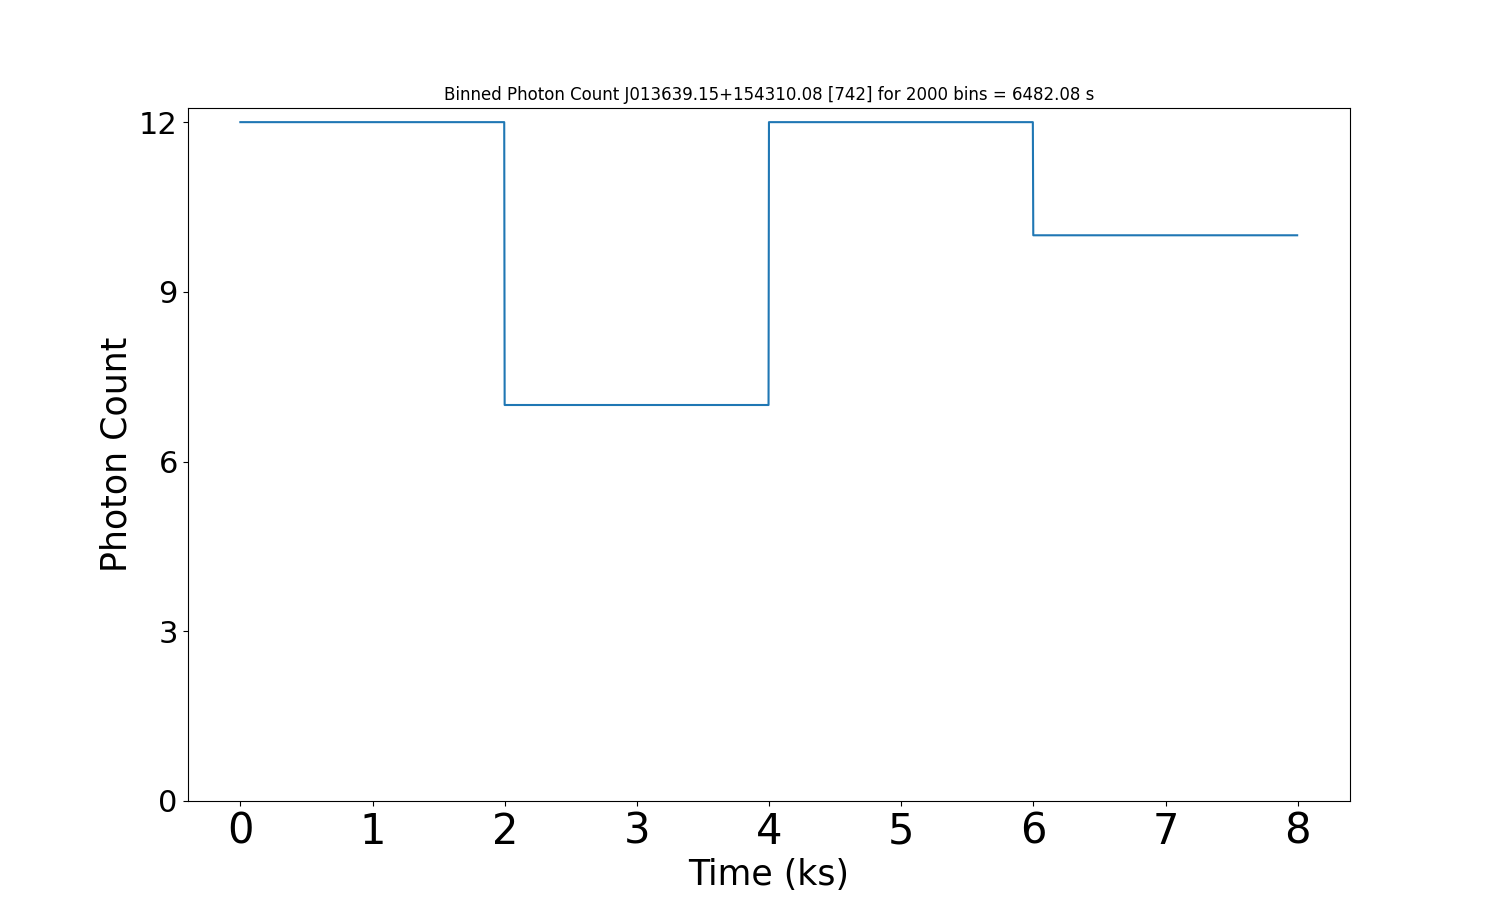 Binned Photon Count J013639.15+154310.08 [742] for 2000 bins = 6482.08 s
12
9
6
3
0
Photon Count
0 1 2 3 4 5 6 7 8
Time (ks)